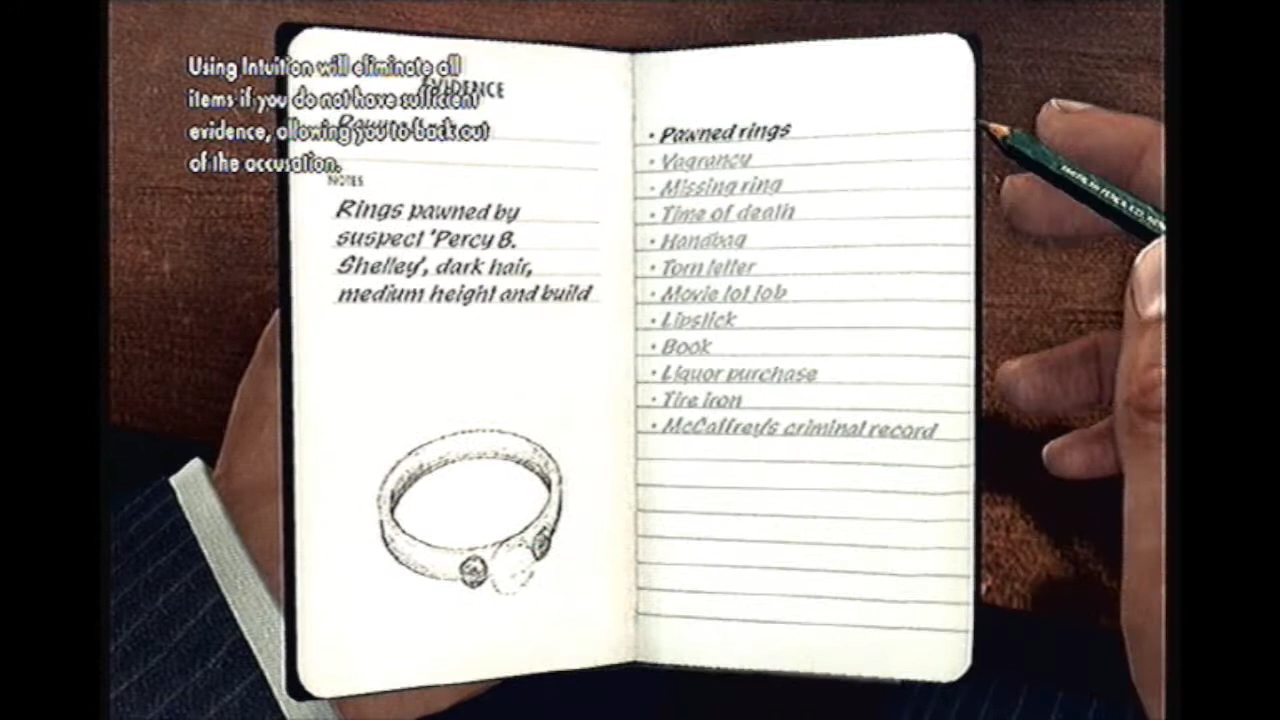 Using Intuition will eliminate all
items if you do not have sufficient
evidence, allowing you to back out
of the accusation.
EVIDENCE
NOTES
Rings pawned by
suspect 'Percy B.
Shelley', dark hair,
medium height and build
• Pawned rings
• Vagrancy
• Missing ring
• Time of death
• Handbag
• Torn letter
• Movie lot job
• Lipstick
• Book
• Liquor purchase
• Tire iron
• McCaffrey's criminal record